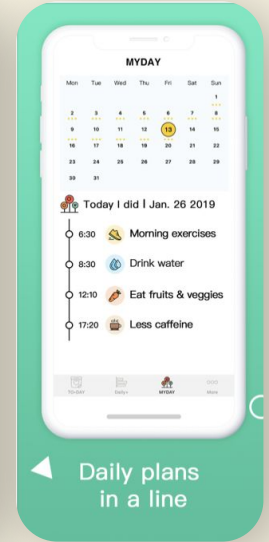 MYDAY
Mon Tue Wed Thu Fri Sat Sun
1
2 3 4 5 6 7 8
9 10 11 12 13 14 15
16 17 18 19 20 21 22
23 24 25 26 27 28 29
30 31
Today I did | Jan. 26 2019
6:30 Morning exercises
8:30 Drink water
12:10 Eat fruits & veggies
17:20 Less caffeine
TO-DAY Daily+ MYDAY More
Daily plans
in a line